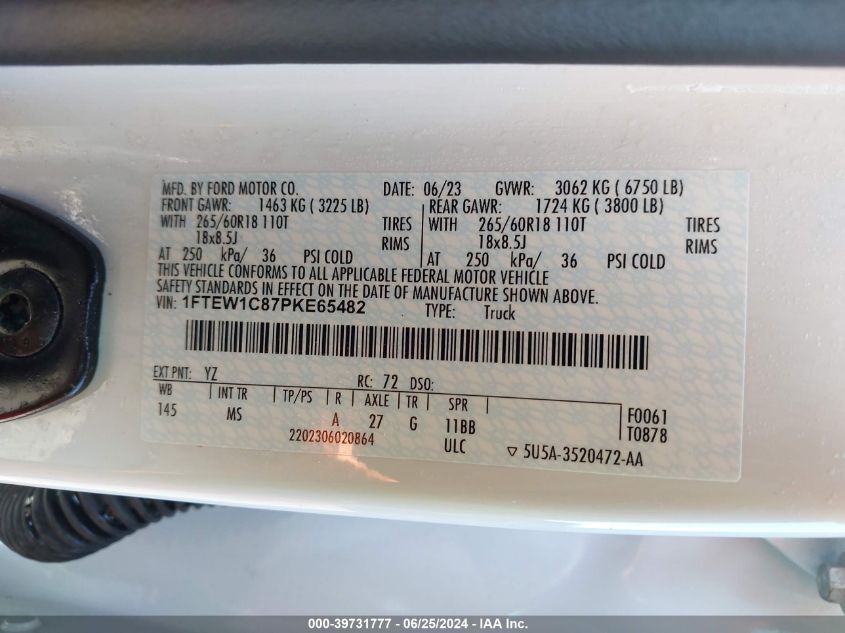 MFD. BY FORD MOTOR CO. DATE: 06/23 GVWR: 3062 KG ( 6750 LB)
FRONT GAWR: 1463 KG ( 3225 LB) REAR GAWR: 1724 KG ( 3800 LB)
WITH 265/60R18 110T TIRES WITH 265/60R18 110T TIRES
18x8.5J RIMS 18x8.5J RIMS
AT 250 kPa/ 36 PSI COLD AT 250 kPa/ 36 PSI COLD
THIS VEHICLE CONFORMS TO ALL APPLICABLE FEDERAL MOTOR VEHICLE
SAFETY STANDARDS IN EFFECT ON THE DATE OF MANUFACTURE SHOWN ABOVE.
VIN: 1FTEW1C87PKE65482 TYPE: Truck
EXT PNT: YZ RC: 72 DSO:
WB INT TR TP/PS R AXLE TR SPR F0061
145 MS A 27 G 11BB T0878
2202306020864 ULC 5U5A-3520472-AA
000-39731777 - 06/25/2024 - IAA Inc.